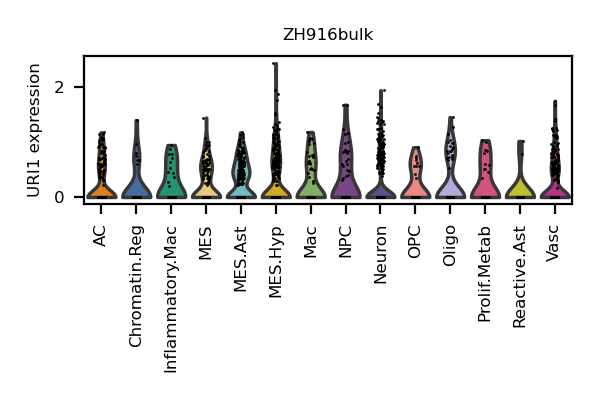 ZH916bulk
URI1 expression
2
0
AC
Chromatin.Reg
Inflammatory.Mac
MES
MES.Ast
MES.Hyp
Mac
NPC
Neuron
OPC
Oligo
Prolif.Metab
Reactive.Ast
Vasc